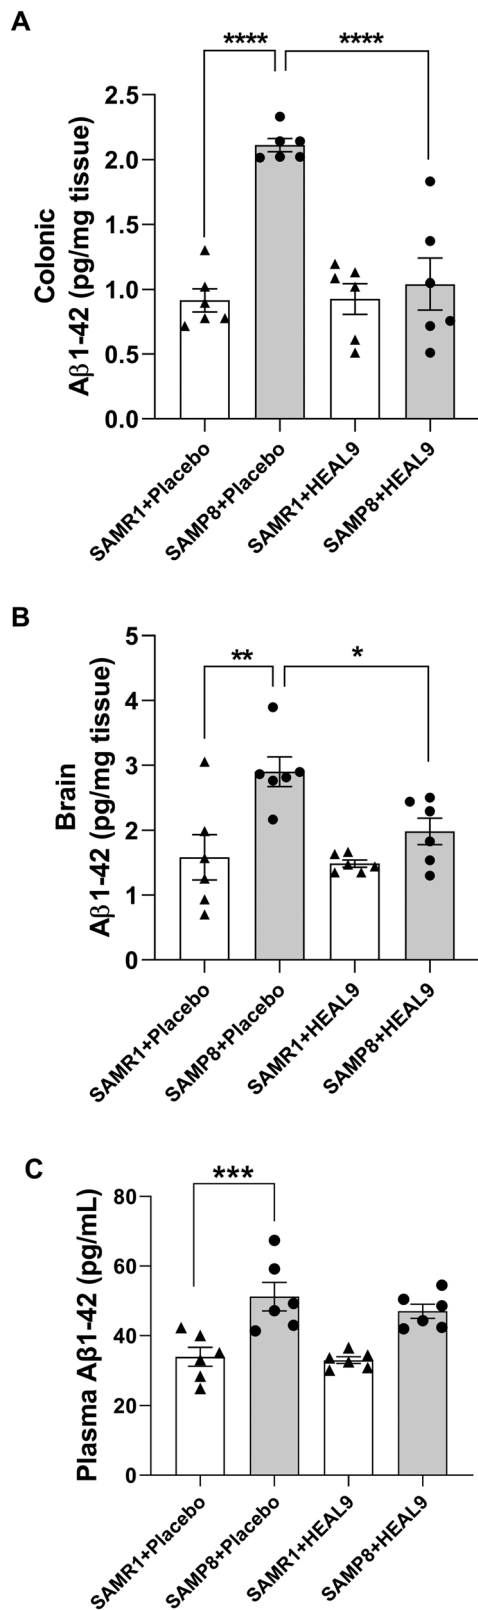 A
****
****
Colonic
Aβ1-42 (pg/mg tissue)
2.5
2.0
1.5
1.0
0.5
0.0
SAMR1+Placebo
SAMP8+Placebo
SAMR1+HEAL9
SAMP8+HEAL9
B
**
*
Brain
Aβ1-42 (pg/mg tissue)
5
4
3
2
1
0
SAMR1+Placebo
SAMP8+Placebo
SAMR1+HEAL9
SAMP8+HEAL9
C
***
Plasma Aβ1-42 (pg/mL)
80
60
40
20
0
SAMR1+Placebo
SAMP8+Placebo
SAMR1+HEAL9
SAMP8+HEAL9